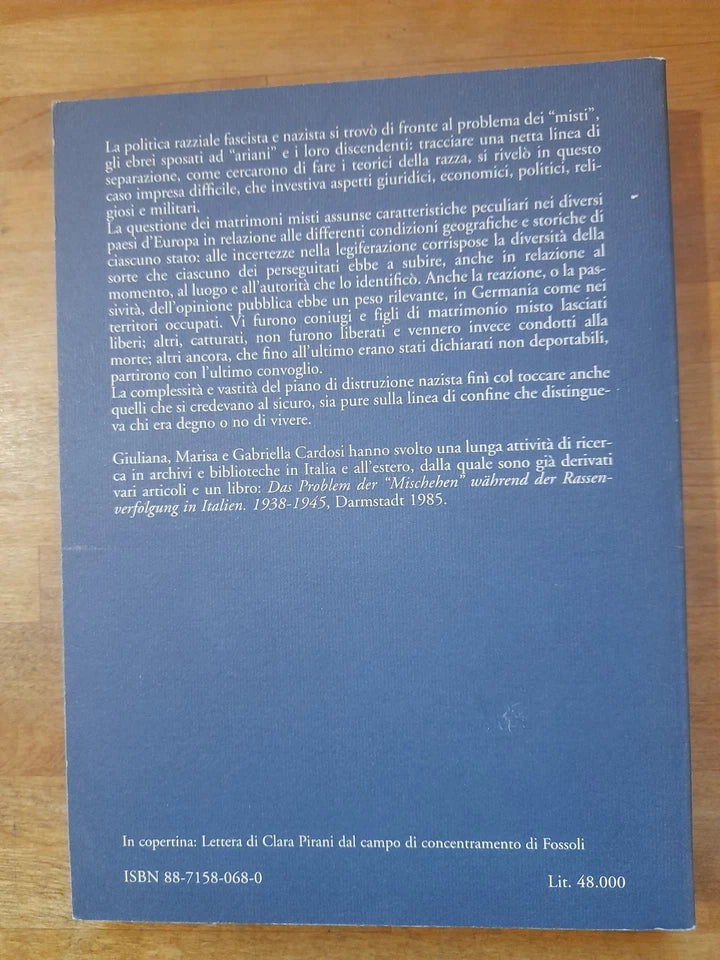 La politica razziale fascista e nazista si trovò di fronte al problema dei “misti”,
gli ebrei sposati ad “ariani” e i loro discendenti: tracciare una netta linea di
separazione, come cercarono di fare i teorici della razza, si rivelò in questo
caso impresa difficile, che investiva aspetti giuridici, economici, politici, reli-
giosi e militari.
La questione dei matrimoni misti assunse caratteristiche peculiari nei diversi
paesi d’Europa in relazione alle differenti condizioni geografiche e storiche di
ciascuno stato: alle incertezze nella legiferazione corrispose la diversità della
sorte che ciascuno dei perseguitati ebbe a subire, anche in relazione al
momento, al luogo e all’autorità che lo identificò. Anche la reazione, o la pas-
sività, dell’opinione pubblica ebbe un peso rilevante, in Germania come nei
territori occupati. Vi furono coniugi e figli di matrimonio misto lasciati
liberi; altri, catturati, non furono liberati e vennero invece condotti alla
morte; altri ancora, che fino all’ultimo erano stati dichiarati non deportabili,
partirono con l’ultimo convoglio.
La complessità e vastità del piano di distruzione nazista finì col toccare anche
quelli che si credevano al sicuro, sia pure sulla linea di confine che distingue-
va chi era degno o no di vivere.
Giuliana, Marisa e Gabriella Cardosi hanno svolto una lunga attività di ricer-
ca in archivi e biblioteche in Italia e all’estero, dalla quale sono già derivati
vari articoli e un libro: Das Problem der “Mischehen” während der Rassen-
verfolgung in Italien. 1938-1945, Darmstadt 1985.
In copertina: Lettera di Clara Pirani dal campo di concentramento di Fossoli
ISBN 88-7158-068-0
Lit. 48.000